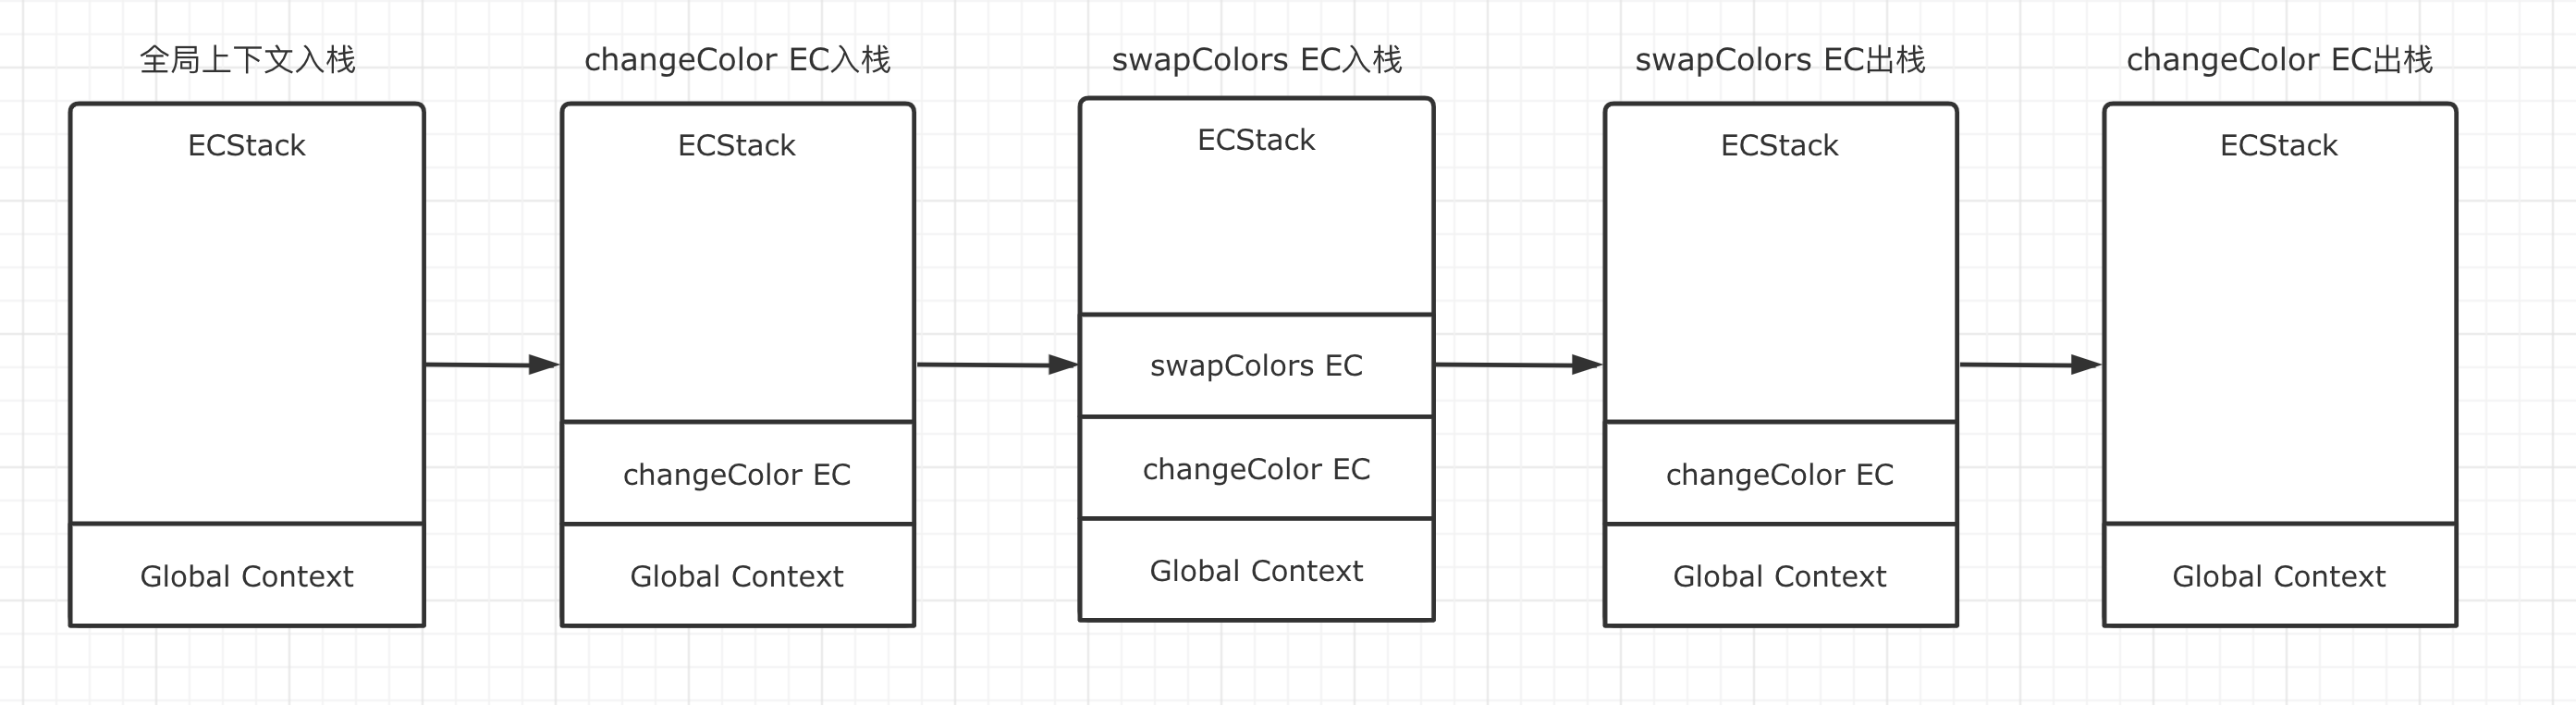 全局上下文入栈
changeColor EC入栈
swapColors EC入栈
swapColors EC出栈
changeColor EC出栈
ECStack
Global Context
ECStack
changeColor EC
Global Context
ECStack
swapColors EC
changeColor EC
Global Context
ECStack
changeColor EC
Global Context
ECStack
Global Context